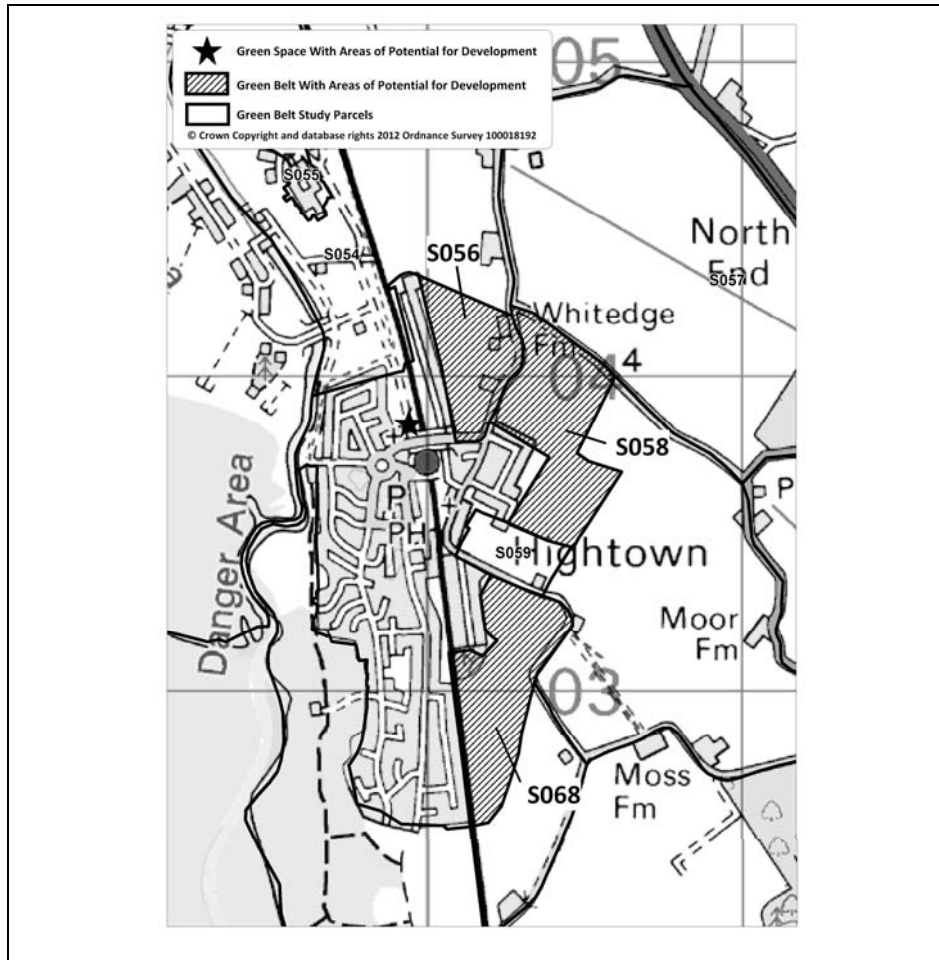 Green Space With Areas of Potential for Development
Green Belt With Areas of Potential for Development
Green Belt Study Parcels
© Crown Copyright and database rights 2012 Ordnance Survey 100018192
05
S055
S054
S056
North
End
S057
Whitedge
Fm
04
4
S058
P
P
PH
S059
Hightown
Danger Area
Moor
Fm
03
Moss
Fm
S068